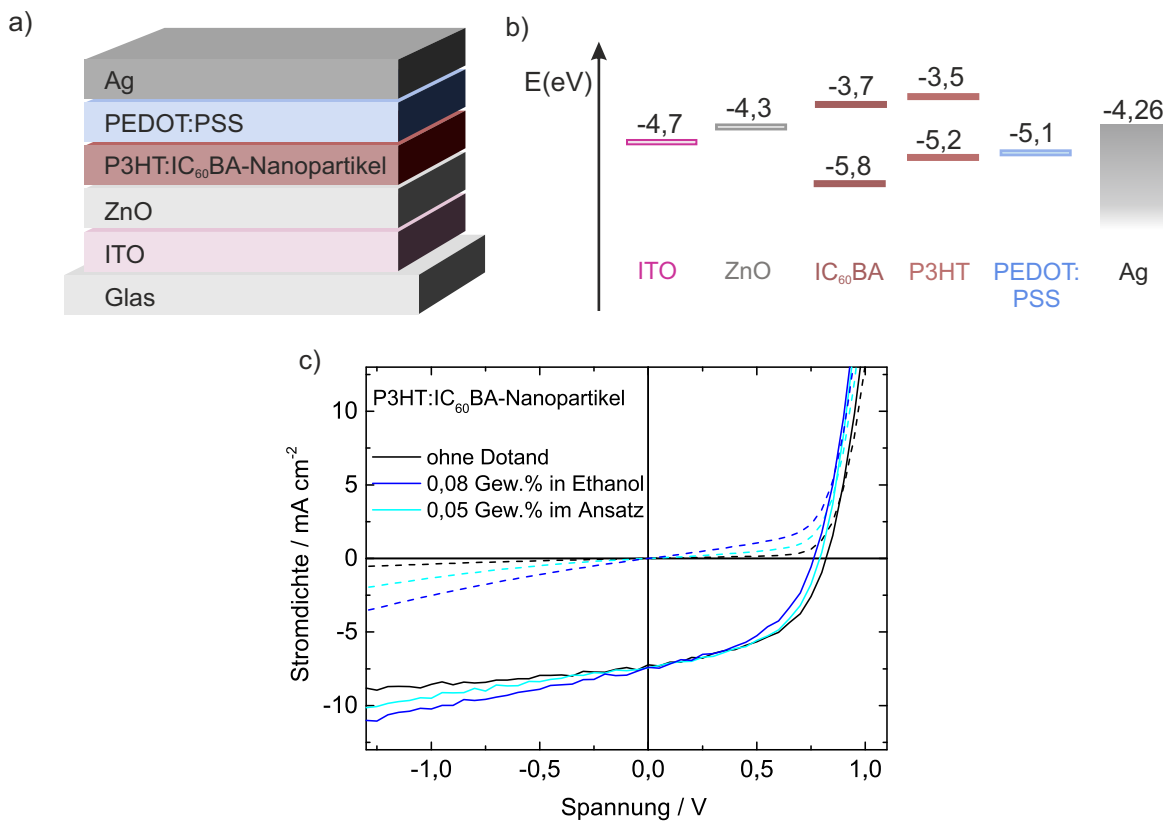 a)
Ag
PEDOT:PSS
P3HT:IC₆₀BA-Nanopartikel
ZnO
ITO
Glas
b)
E(eV)
-4,7
-4,3
-3,7
-5,8
-3,5
-5,2
-5,1
-4,26
ITO
ZnO
IC₆₀BA
P3HT
PEDOT:
PSS
Ag
c)
P3HT:IC₆₀BA-Nanopartikel
ohne Dotand
0,08 Gew.% in Ethanol
0,05 Gew.% im Ansatz
Stromdichte / mA cm⁻²
10
5
0
-5
-10
-1,0 -0,5 0,0 0,5 1,0
Spannung / V